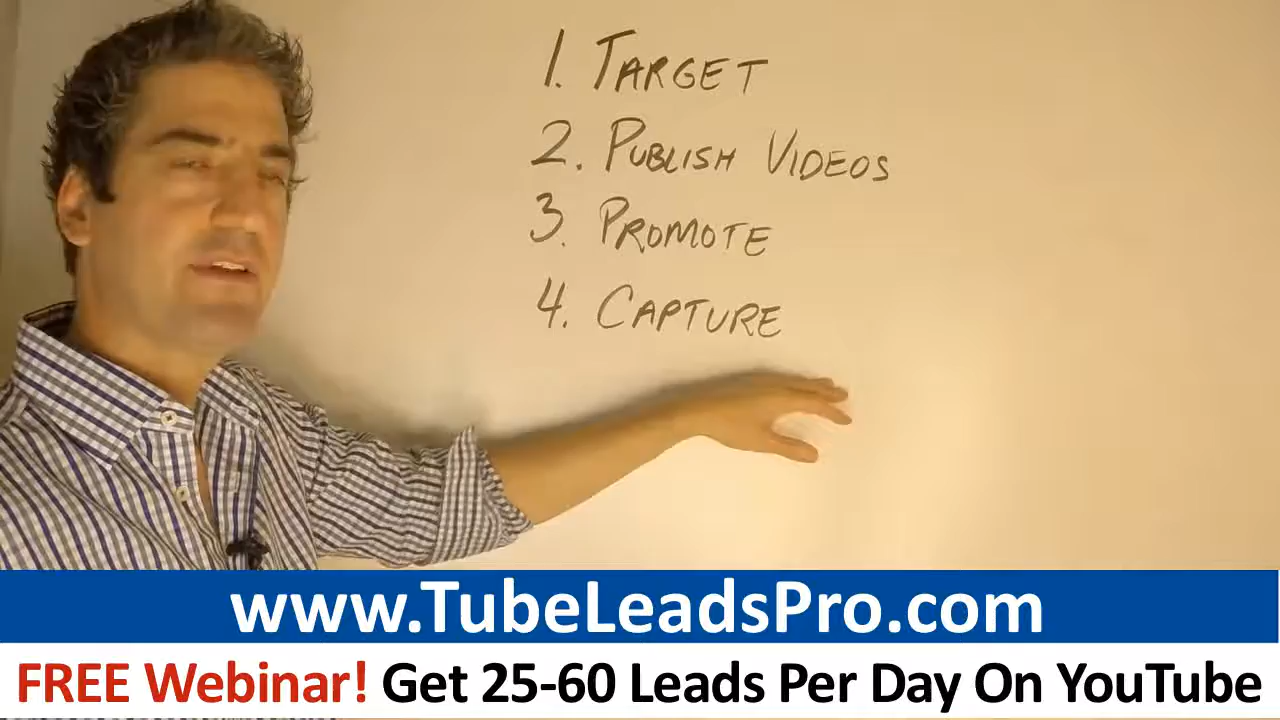 1. TARGET
2. PUBLISH VIDEOS
3. PROMOTE
4. CAPTURE
www.TubeLeadsPro.com
FREE Webinar! Get 25-60 Leads Per Day On YouTube